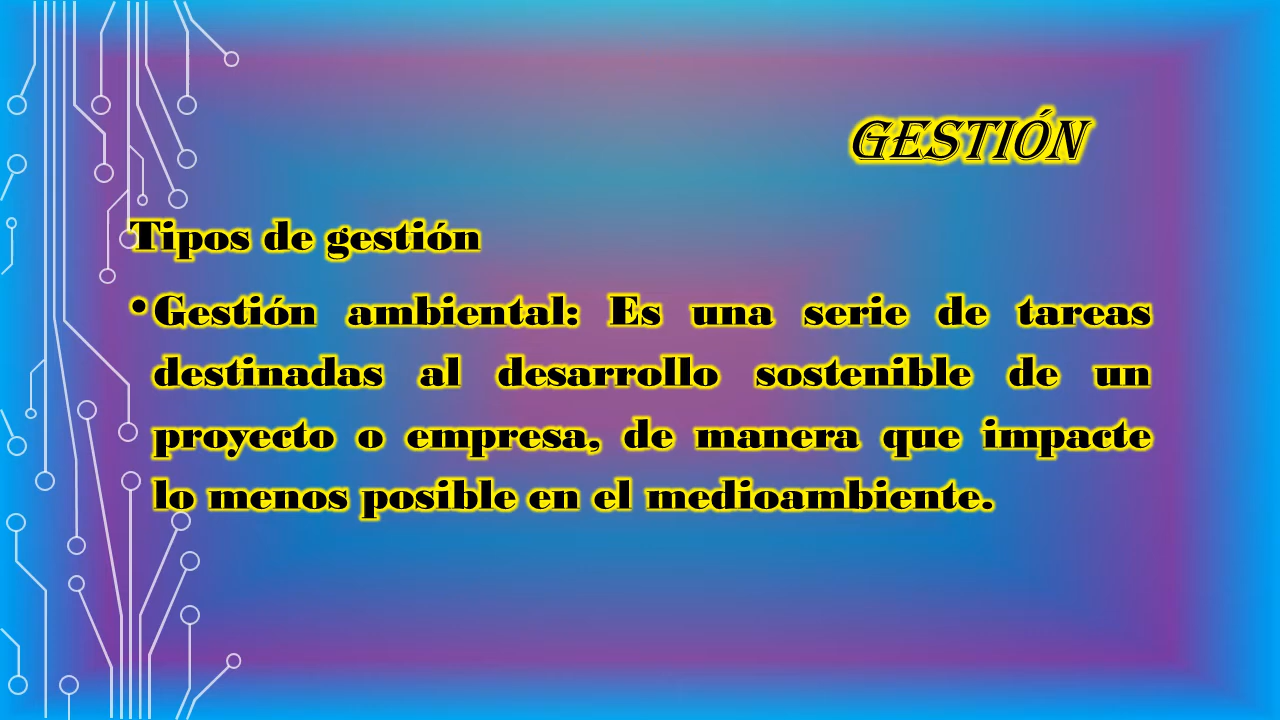 GESTIÓN
Tipos de gestión
• Gestión ambiental: Es una serie de tareas
destinadas al desarrollo sostenible de un
proyecto o empresa, de manera que impacte
lo menos posible en el medioambiente.